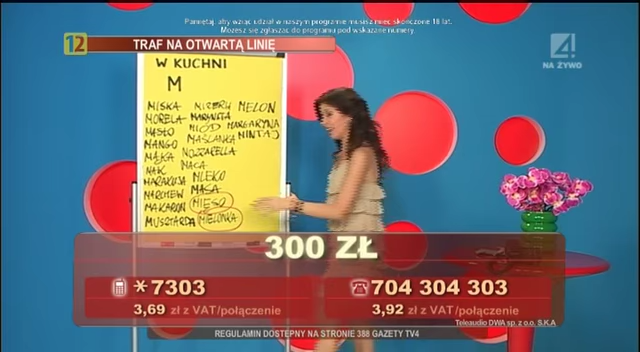 Pamiętaj, aby wziąć udział w naszym programie musisz mieć skończone 18 lat.
Możesz się zgłaszać do programu pod wskazane numery.
12 TRAF NA OTWARTĄ LINIĘ
4
NA ŻYWO
W KUCHNI
M
MISKA MIZERIA MELON
MORELA MARYNATA
MASŁO MIÓD MARGARYNA
MANGO MAŚLANKA MINTAJ
MĄKA MOZZARELLA
MAK MACA
MARAKUJA MLEKO
MARCHEW MASA
MAKARON MIĘSO
MUSZTARDA MIELONKA
300 ZŁ
*7303
3,69 zł z VAT/połączenie
704 304 303
3,92 zł z VAT/połączenie
Teleaudio DWA sp. z o.o. S.K.A
REGULAMIN DOSTĘPNY NA STRONIE 388 GAZETY TV4